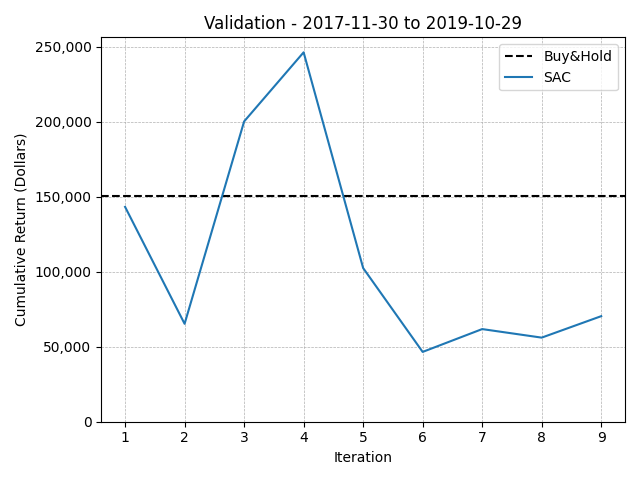 Validation - 2017-11-30 to 2019-10-29
Buy&Hold
SAC
Cumulative Return (Dollars)
250,000
200,000
150,000
100,000
50,000
0
1 2 3 4 5 6 7 8 9
Iteration